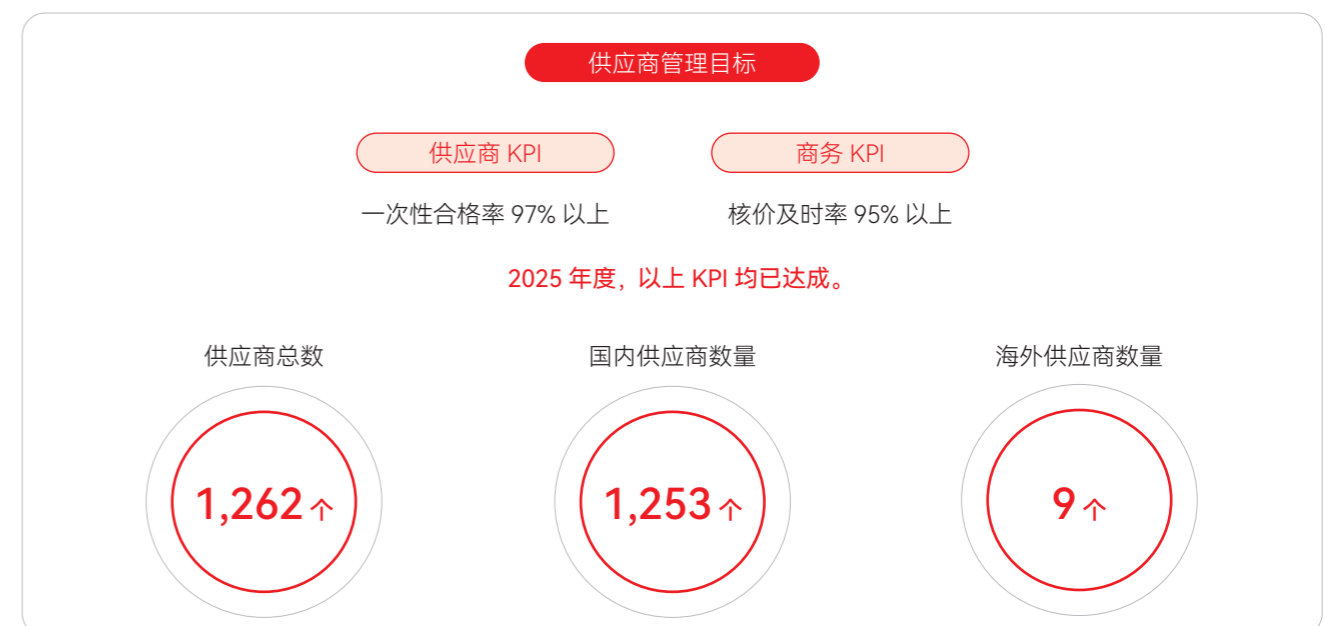 供应商管理目标
供应商 KPI
商务 KPI
一次性合格率 97% 以上
核价及时率 95% 以上
2025 年度，以上 KPI 均已达成。
供应商总数
国内供应商数量
海外供应商数量
1,262 个
1,253 个
9 个